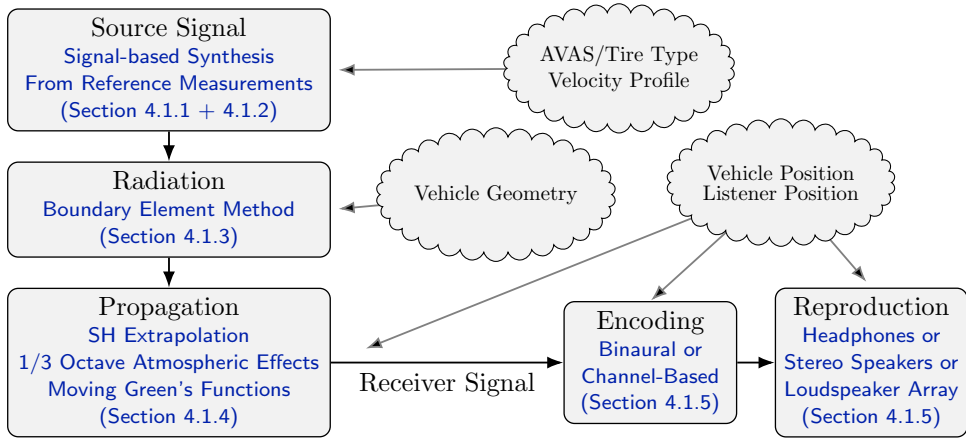 Source Signal
Signal-based Synthesis
From Reference Measurements
(Section 4.1.1 + 4.1.2)
AVAS/Tire Type
Velocity Profile
Radiation
Boundary Element Method
(Section 4.1.3)
Vehicle Geometry
Vehicle Position
Listener Position
Propagation
SH Extrapolation
1/3 Octave Atmospheric Effects
Moving Green's Functions
(Section 4.1.4)
Receiver Signal
Encoding
Binaural or
Channel-Based
(Section 4.1.5)
Reproduction
Headphones or
Stereo Speakers or
Loudspeaker Array
(Section 4.1.5)